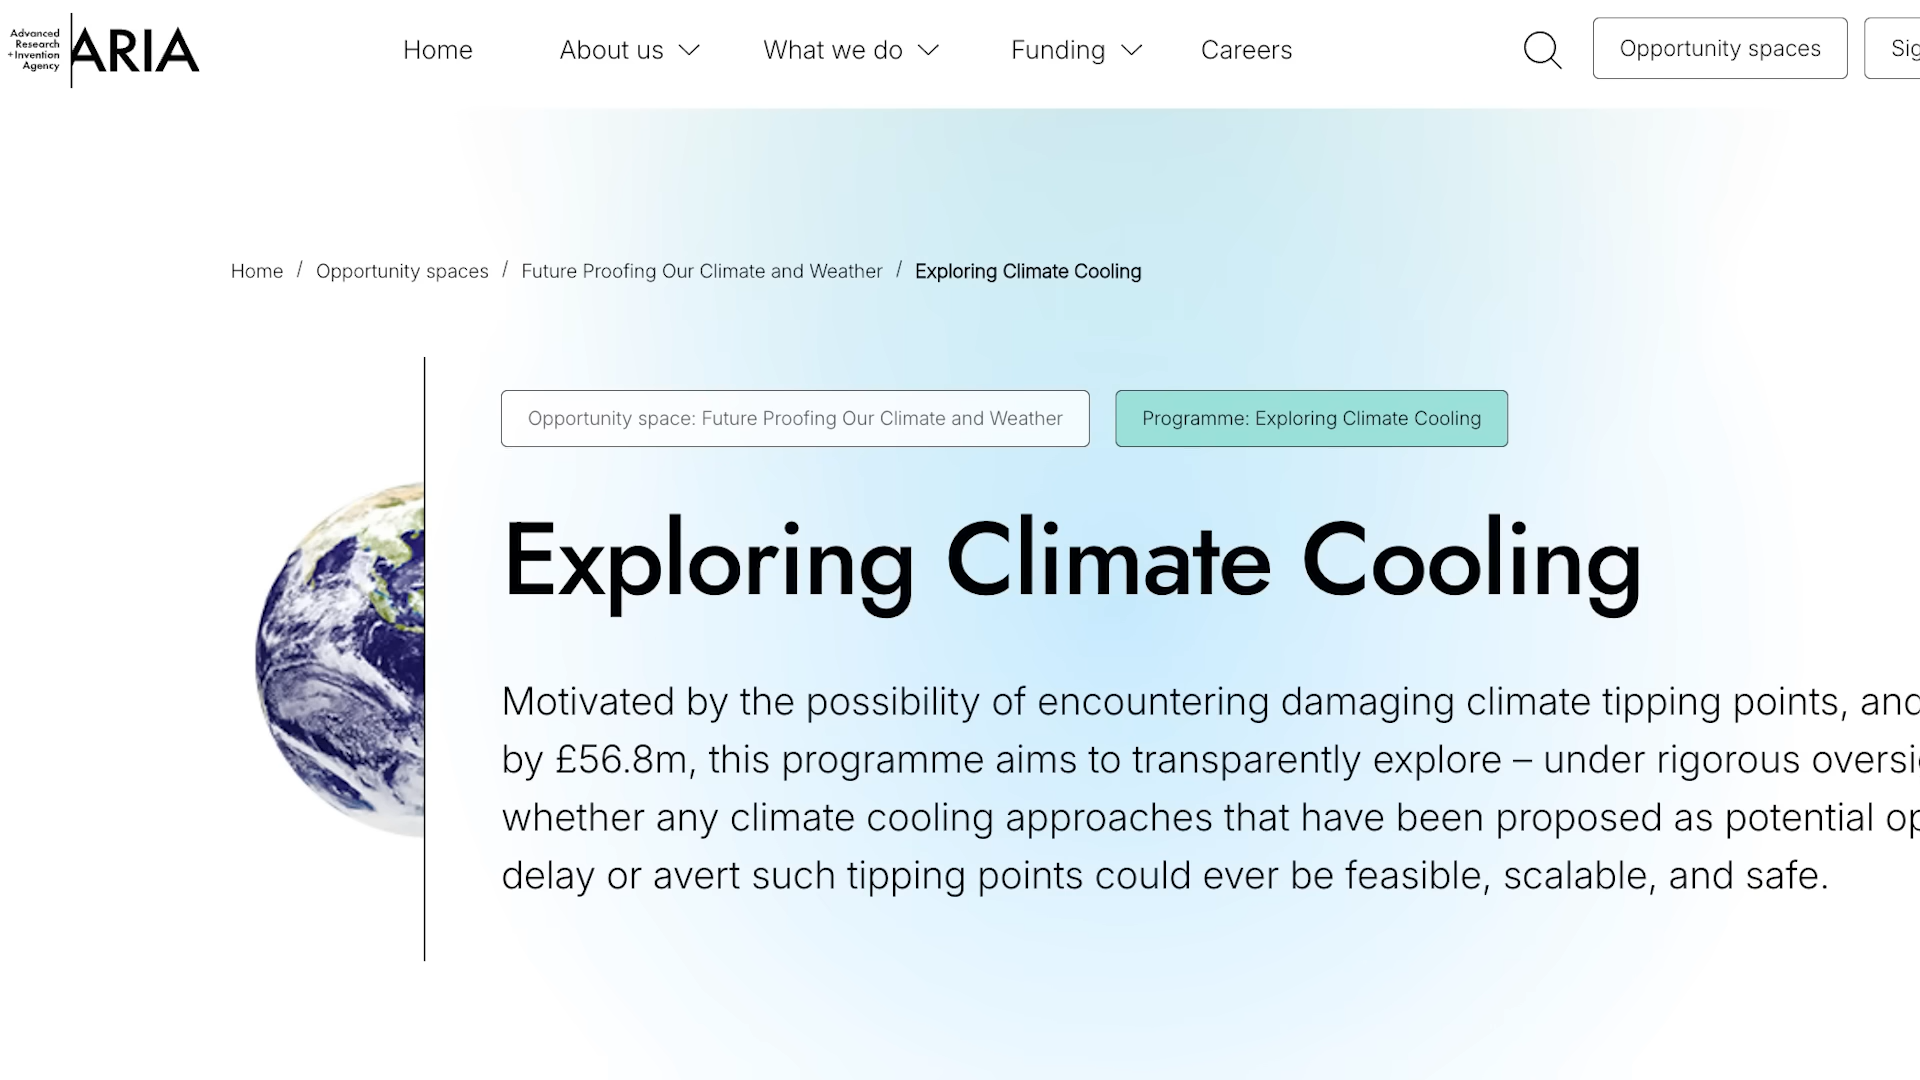 Advanced
Research
+Invention
Agency
ARIA
Home
About us
What we do
Funding
Careers
Opportunity spaces
Home / Opportunity spaces / Future Proofing Our Climate and Weather / Exploring Climate Cooling
Opportunity space: Future Proofing Our Climate and Weather
Programme: Exploring Climate Cooling
Exploring Climate Cooling
Motivated by the possibility of encountering damaging climate tipping points, and
by £56.8m, this programme aims to transparently explore – under rigorous
whether any climate cooling approaches that have been proposed as potential
delay or avert such tipping points could ever be feasible, scalable, and safe.